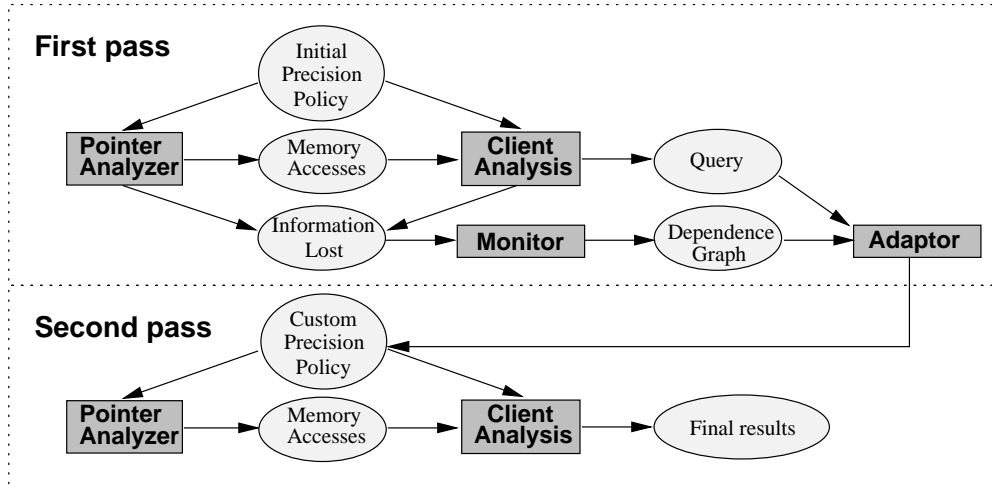 First pass
Initial
Precision
Policy
Pointer
Analyzer
Memory
Accesses
Client
Analysis
Query
Information
Lost
Monitor
Dependence
Graph
Adaptor
Second pass
Custom
Precision
Policy
Pointer
Analyzer
Memory
Accesses
Client
Analysis
Final results